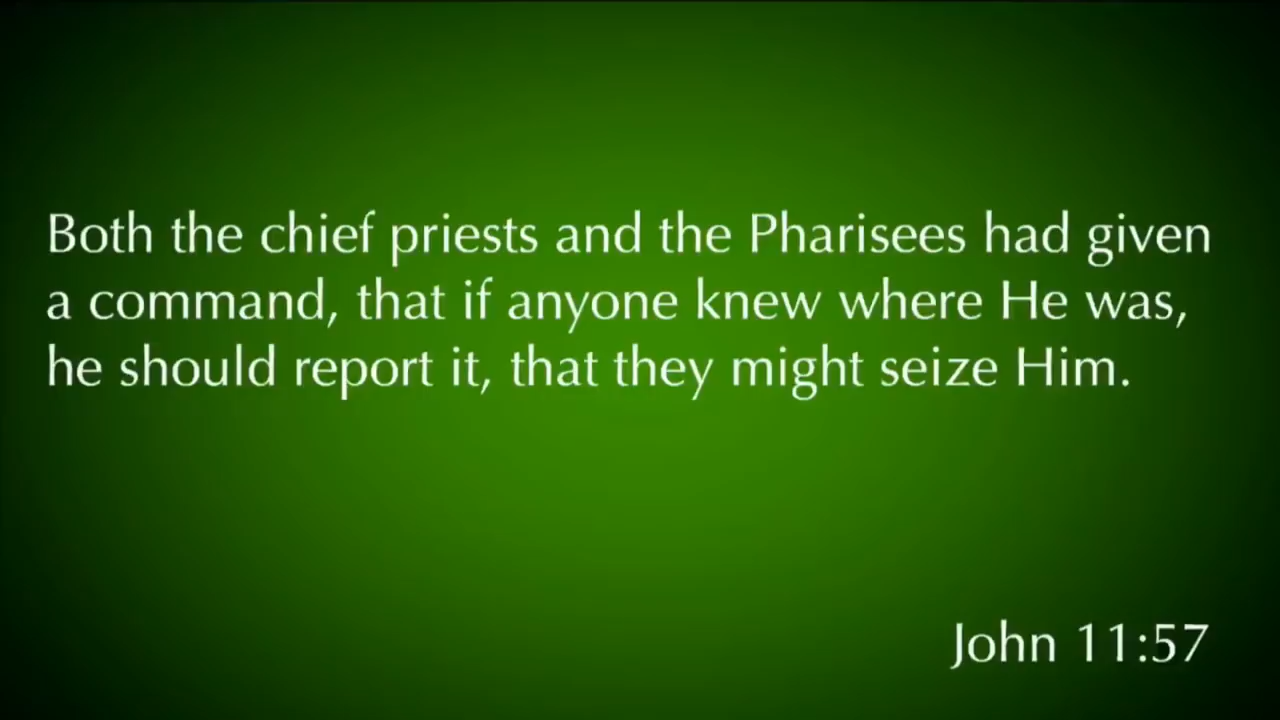 Both the chief priests and the Pharisees had given
a command, that if anyone knew where He was,
he should report it, that they might seize Him.
John 11:57